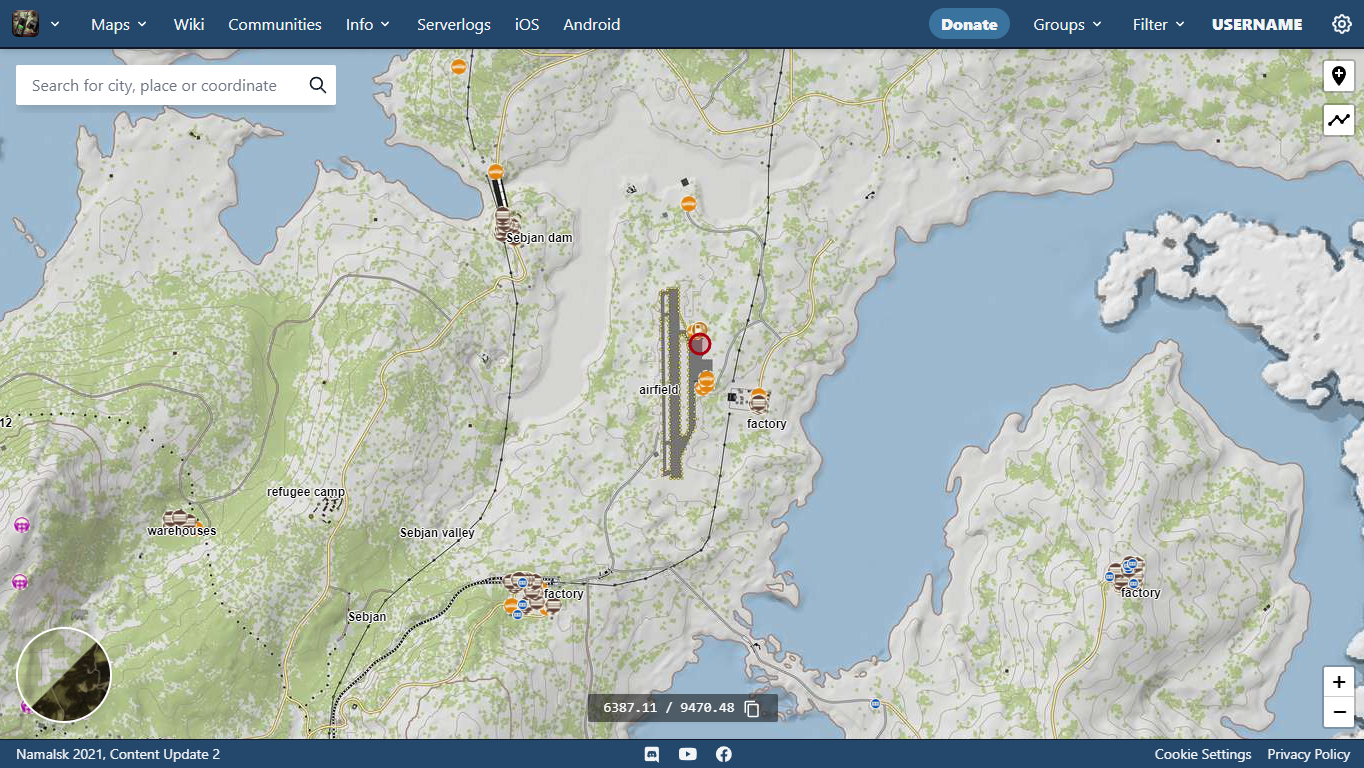 Maps
Wiki
Communities
Info
Serverlogs
iOS
Android
Donate
Groups
Filter
USERNAME
Search for city, place or coordinate
Sebjan dam
airfield
factory
12
refugee camp
warehouses
Sebjan valley
factory
factory
Sebjan
+
6387.11 / 9470.48
−
Namalsk 2021, Content Update 2
Cookie Settings
Privacy Policy